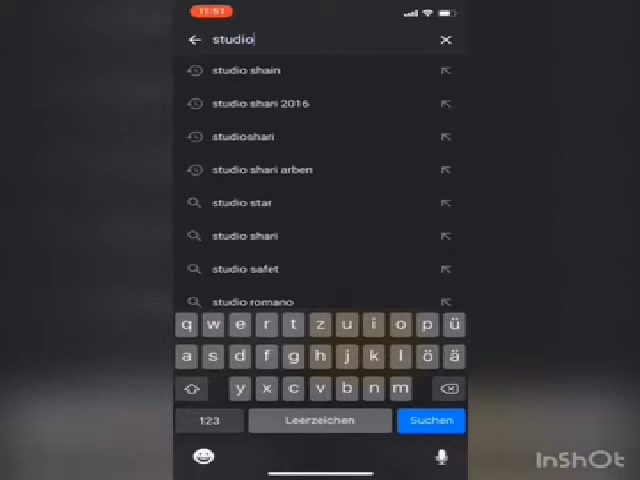 11:51
studio
studio shain
studio shari 2016
studioshari
studio shari arben
studio star
studio shari
studio safet
studio romano
q w e r t z u i o p ü
a s d f g h j k l ö ä
y x c v b n m
123 Leerzeichen Suchen
InShOt